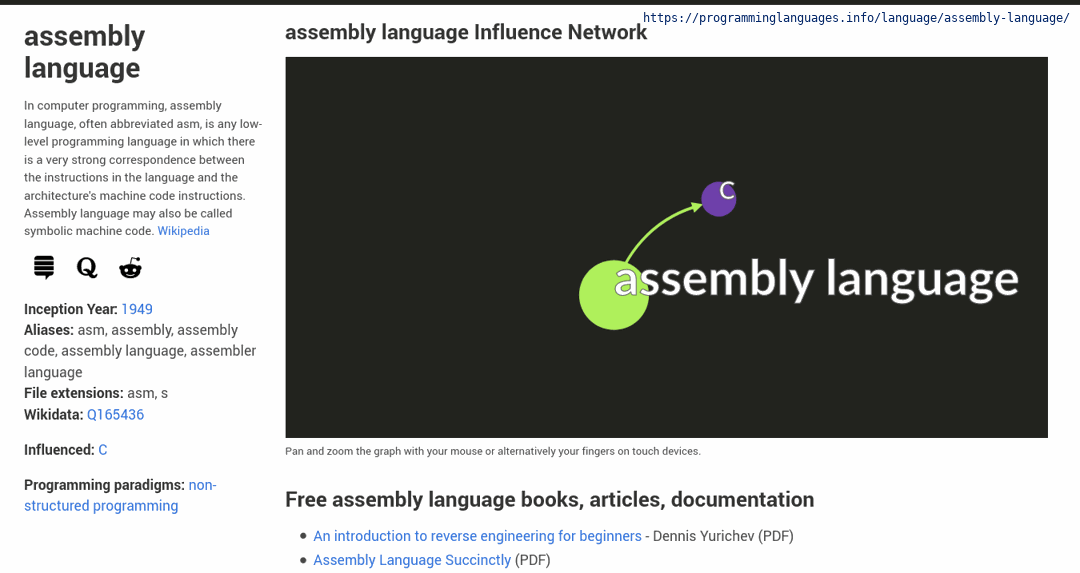 https://programminglanguages.info/language/assembly-language/
assembly
language
In computer programming, assembly
language, often abbreviated asm, is any low-
level programming language in which there
is a very strong correspondence between
the instructions in the language and the
architecture's machine code instructions.
Assembly language may also be called
symbolic machine code. Wikipedia
Q
Inception Year: 1949
Aliases: asm, assembly, assembly
code, assembly language, assembler
language
File extensions: asm, s
Wikidata: Q165436
Influenced: C
Programming paradigms: non-
structured programming
assembly language Influence Network
C
assembly language
Pan and zoom the graph with your mouse or alternatively your fingers on touch devices.
Free assembly language books, articles, documentation
An introduction to reverse engineering for beginners - Dennis Yurichev (PDF)
Assembly Language Succinctly (PDF)